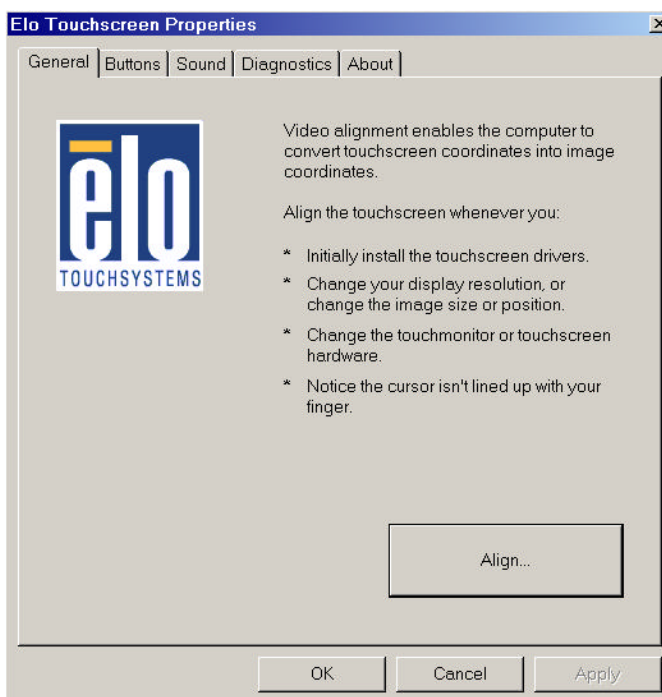 Elo Touchscreen Properties
General Buttons Sound Diagnostics About
elo
TOUCHSYSTEMS
Video alignment enables the computer to
convert touchscreen coordinates into image
coordinates.
Align the touchscreen whenever you:
* Initially install the touchscreen drivers.
* Change your display resolution, or
change the image size or position.
* Change the touchmonitor or touchscreen
hardware.
* Notice the cursor isn't lined up with your
finger.
Align...
OK Cancel Apply